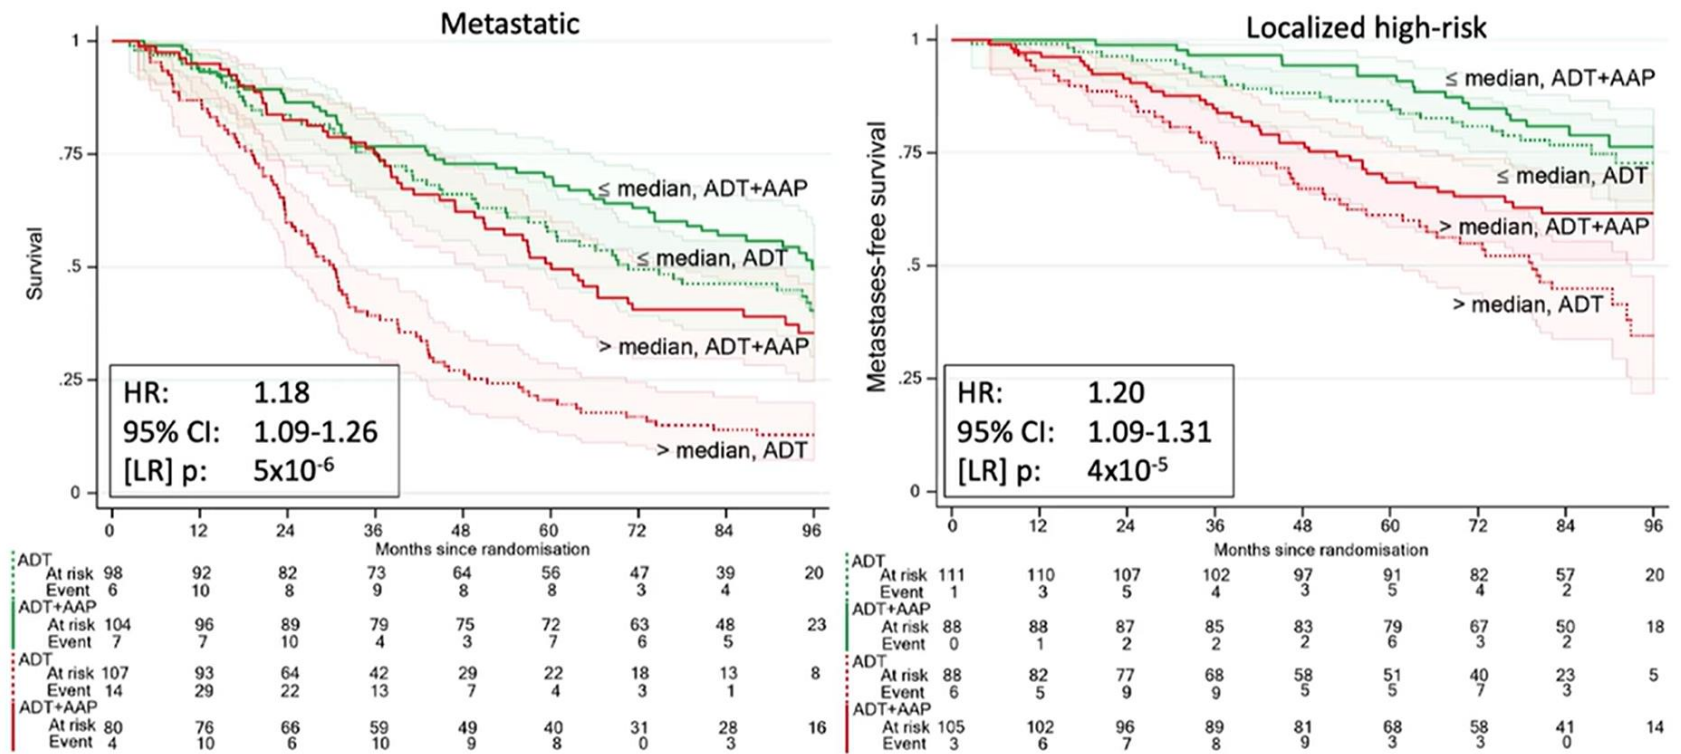 Metastatic
Survival
1
.75
.5
.25
0
≤ median, ADT+AAP
≤ median, ADT
> median, ADT+AAP
> median, ADT
HR: 1.18
95% CI: 1.09-1.26
[LR] p: 5x10-6
0 12 24 36 48 60 72 84 96
Months since randomisation
ADT
At risk 98 92 82 73 64 56 47 39 20
Event 6 10 8 9 8 8 3 4
ADT+AAP
At risk 104 96 89 79 75 72 63 48 23
Event 7 7 10 4 3 7 6 5
ADT
At risk 107 93 64 42 29 22 18 13 8
Event 14 29 22 13 7 4 3 1
ADT+AAP
At risk 80 76 66 59 49 40 31 28 16
Event 4 10 6 10 9 8 0 3
Localized high-risk
Metastases-free survival
1
.75
.5
.25
0
≤ median, ADT+AAP
≤ median, ADT
> median, ADT+AAP
> median, ADT
HR: 1.20
95% CI: 1.09-1.31
[LR] p: 4x10-5
0 12 24 36 48 60 72 84 96
Months since randomisation
ADT
At risk 111 110 107 102 97 91 82 57 20
Event 1 3 5 4 3 5 4 2
ADT+AAP
At risk 88 88 87 85 83 79 67 50 18
Event 0 1 2 2 2 6 3 2
ADT
At risk 88 82 77 68 58 51 40 23 5
Event 6 5 9 9 5 5 7 3
ADT+AAP
At risk 105 102 96 89 81 68 58 41 14
Event 3 6 7 8 9 3 3 0